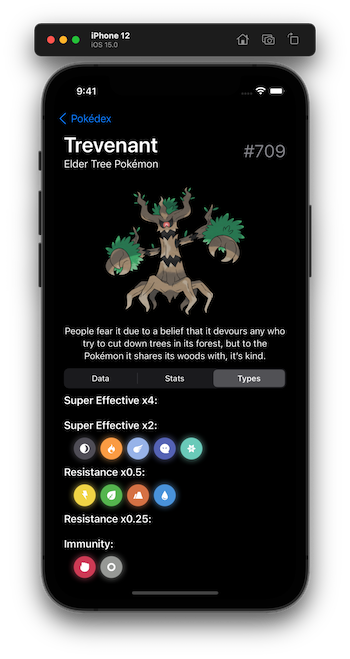 iPhone 12
iOS 15.0
9:41
Pokédex
Trevenant
#709
Elder Tree Pokémon
People fear it due to a belief that it devours any who
try to cut down trees in its forest, but to the
Pokémon it shares its woods with, it's kind.
Data Stats Types
Super Effective x4:
Super Effective x2:
Resistance x0.5:
Resistance x0.25:
Immunity: